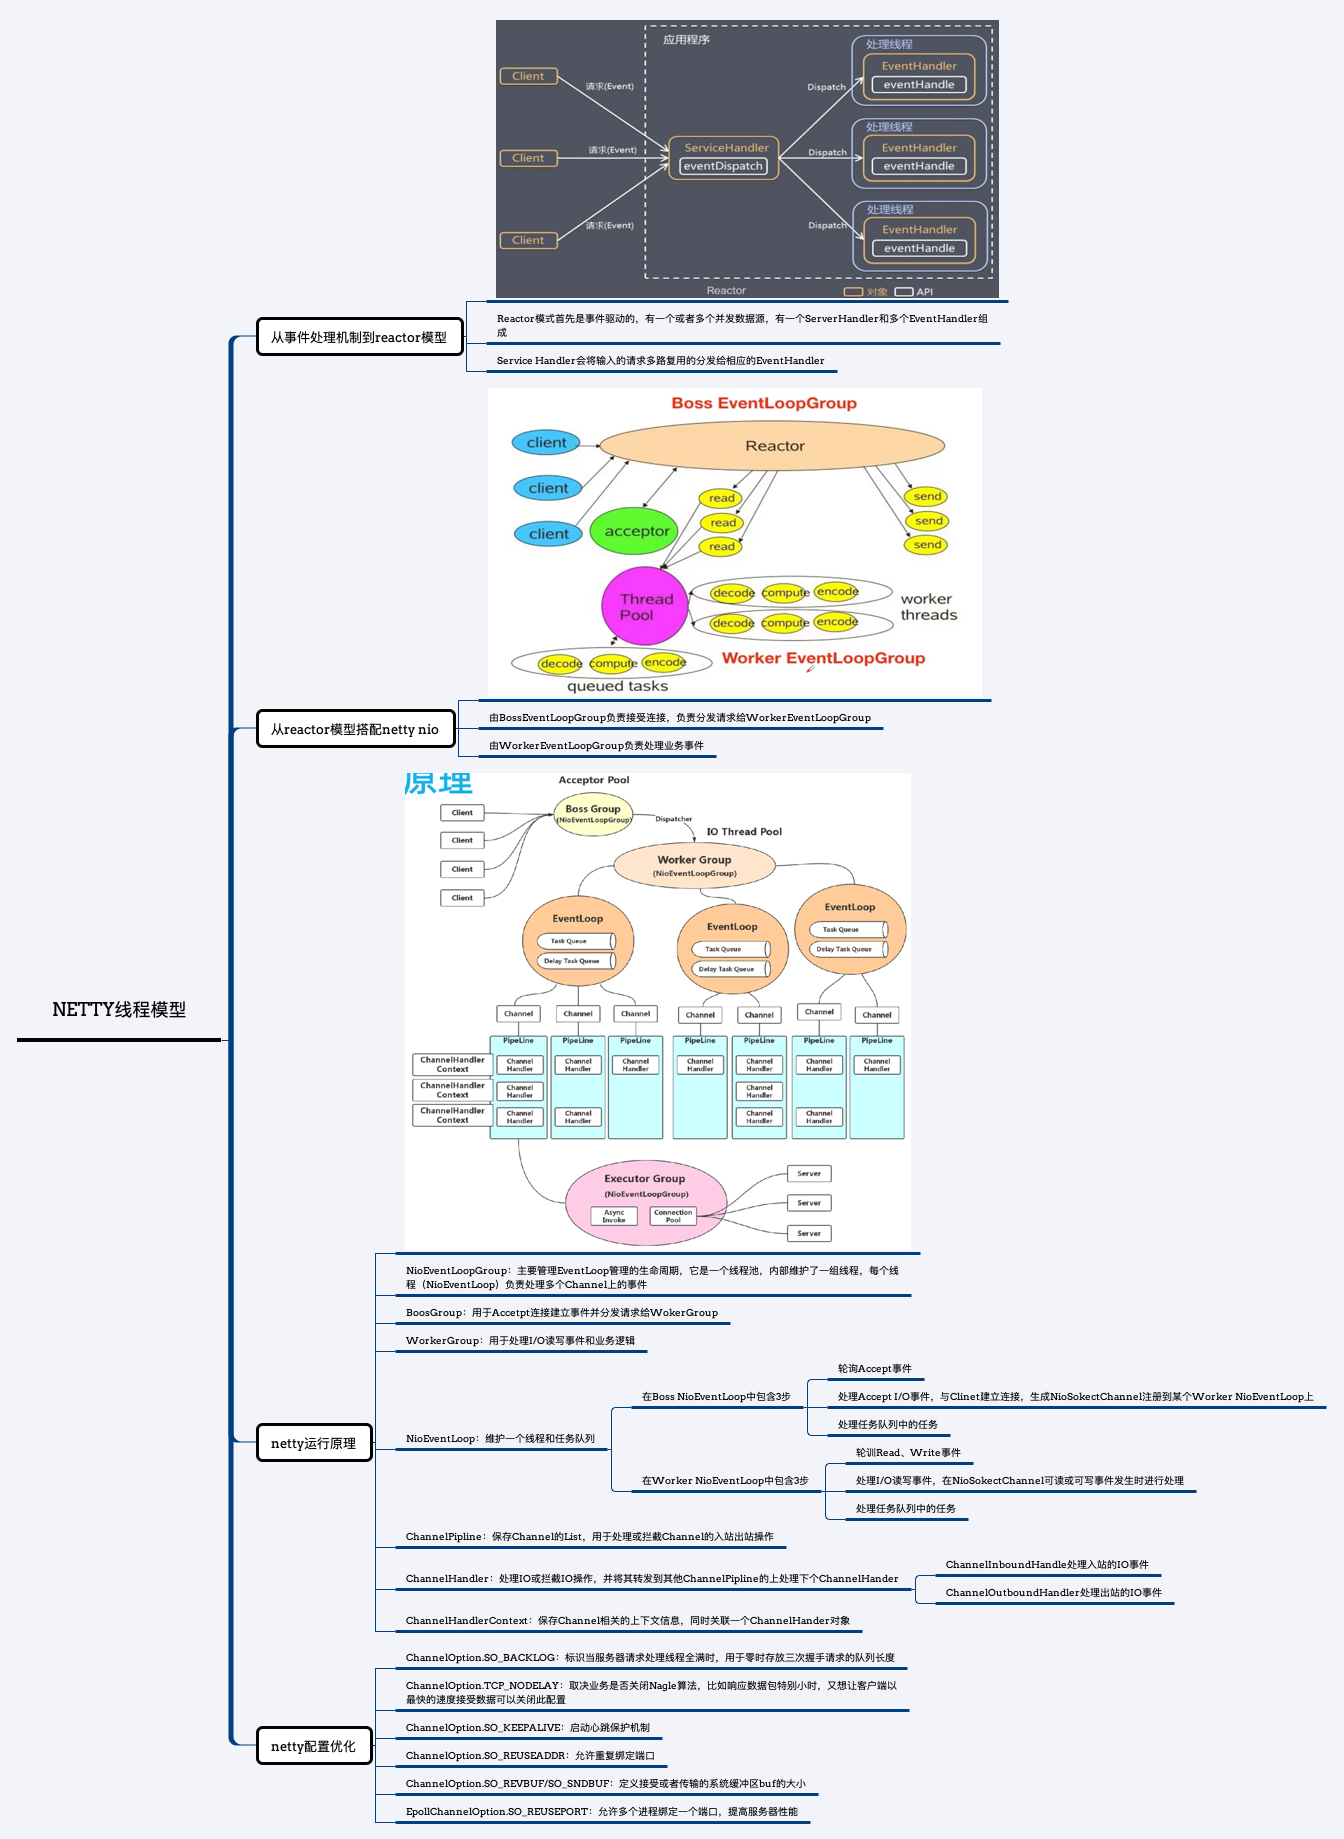 应用程序
处理线程
EventHandler
eventHandle
Client
请求(Event)
Dispatch
处理线程
Client
请求(Event)
ServiceHandler
eventDispatch
Dispatch
EventHandler
eventHandle
处理线程
Client
请求(Event)
Dispatch
EventHandler
eventHandle
Reactor
对象
API
从事件处理机制到reactor模型
Reactor模式首先是事件驱动的，有一个或者多个并发数据源，有一个ServerHandler和多个EventHandler组
成
Service Handler会将输入的请求多路复用的分发给相应的EventHandler
Boss EventLoopGroup
client
Reactor
client
read
send
client
acceptor
read
send
read
send
Thread
Pool
decode compute encode
worker
threads
decode compute encode
decode compute encode
Worker EventLoopGroup
queued tasks
从reactor模型搭配netty nio
由BossEventLoopGroup负责接受连接，负责分发请求给WorkerEventLoopGroup
由WorkerEventLoopGroup负责处理业务事件
原理
Acceptor Pool
Client
Boss Group
(NioEventLoopGroup)
Dispatcher
IO Thread Pool
Client
Worker Group
(NioEventLoopGroup)
Client
Client
EventLoop
Task Queue
Delay Task Queue
EventLoop
Task Queue
Delay Task Queue
EventLoop
Task Queue
Delay Task Queue
Channel
Channel
Channel
Channel
Channel
Channel
Channel
PipeLine
PipeLine
PipeLine
PipeLine
PipeLine
PipeLine
PipeLine
ChannelHandler
Context
Channel
Handler
Channel
Handler
Channel
Handler
Channel
Handler
Channel
Handler
Channel
Handler
Channel
Handler
ChannelHandler
Context
Channel
Handler
Channel
Handler
ChannelHandler
Context
Channel
Handler
Channel
Handler
Channel
Handler
Channel
Handler
Executor Group
(NioEventLoopGroup)
Async
Invoke
Connection
Pool
Server
Server
Server
NETTY线程模型
netty运行原理
NioEventLoopGroup：主要管理EventLoop管理的生命周期，它是一个线程池，内部维护了一组线程，每个线
程（NioEventLoop）负责处理多个Channel上的事件
BoosGroup：用于Accetpt连接建立事件并分发请求给WokerGroup
WorkerGroup：用于处理I/O读写事件和业务逻辑
NioEventLoop：维护一个线程和任务队列
在Boss NioEventLoop中包含3步
轮询Accept事件
处理Accept I/O事件，与Clinet建立连接，生成NioSokectChannel注册到某个Worker NioEventLoop上
处理任务队列中的任务
在Worker NioEventLoop中包含3步
轮训Read、Write事件
处理I/O读写事件，在NioSokectChannel可读或可写事件发生时进行处理
处理任务队列中的任务
ChannelPipline：保存Channel的List，用于处理或拦截Channel的入站出站操作
ChannelHandler：处理IO或拦截IO操作，并将其转发到其他ChannelPipline的上处理下个ChannelHander
ChannelInboundHandle处理入站的IO事件
ChannelOutboundHandler处理出站的IO事件
ChannelHandlerContext：保存Channel相关的上下文信息，同时关联一个ChannelHander对象
netty配置优化
ChannelOption.SO_BACKLOG：标识当服务器请求处理线程全满时，用于零时存放三次握手请求的队列长度
ChannelOption.TCP_NODELAY：取决业务是否关闭Nagle算法，比如响应数据包特别小时，又想让客户端以
最快的速度接受数据可以关闭此配置
ChannelOption.SO_KEEPALIVE：启动心跳保护机制
ChannelOption.SO_REUSEADDR：允许重复绑定端口
ChannelOption.SO_REVBUF/SO_SNDBUF：定义接受或者传输的系统缓冲区buf的大小
EpollChannelOption.SO_REUSEPORT：允许多个进程绑定一个端口，提高服务器性能